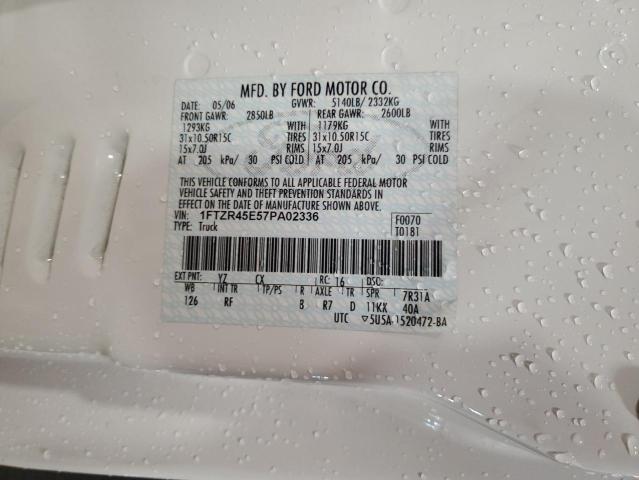 MFD. BY FORD MOTOR CO.
DATE: 05/06 GVWR: 5140LB/ 2332KG
FRONT GAWR: 2850LB REAR GAWR: 2600LB
1293KG WITH 1179KG WITH
31x10.50R15C TIRES 31x10.50R15C TIRES
15x7.0J RIMS 15x7.0J RIMS
AT 205 kPa/ 30 PSI COLD AT 205 kPa/ 30 PSI COLD
THIS VEHICLE CONFORMS TO ALL APPLICABLE FEDERAL MOTOR
VEHICLE SAFETY AND THEFT PREVENTION STANDARDS IN
EFFECT ON THE DATE OF MANUFACTURE SHOWN ABOVE.
VIN: 1FTZR45E57PA02336 F0070
TYPE: Truck T0181
EXT PNT: YZ CX RC: 16 DSO:
WB INT TR TP/PS R AXLE TR SPR 7R31A
126 RF B R7 D 11KX 40A
UTC ▽5U5A-1520472-BA